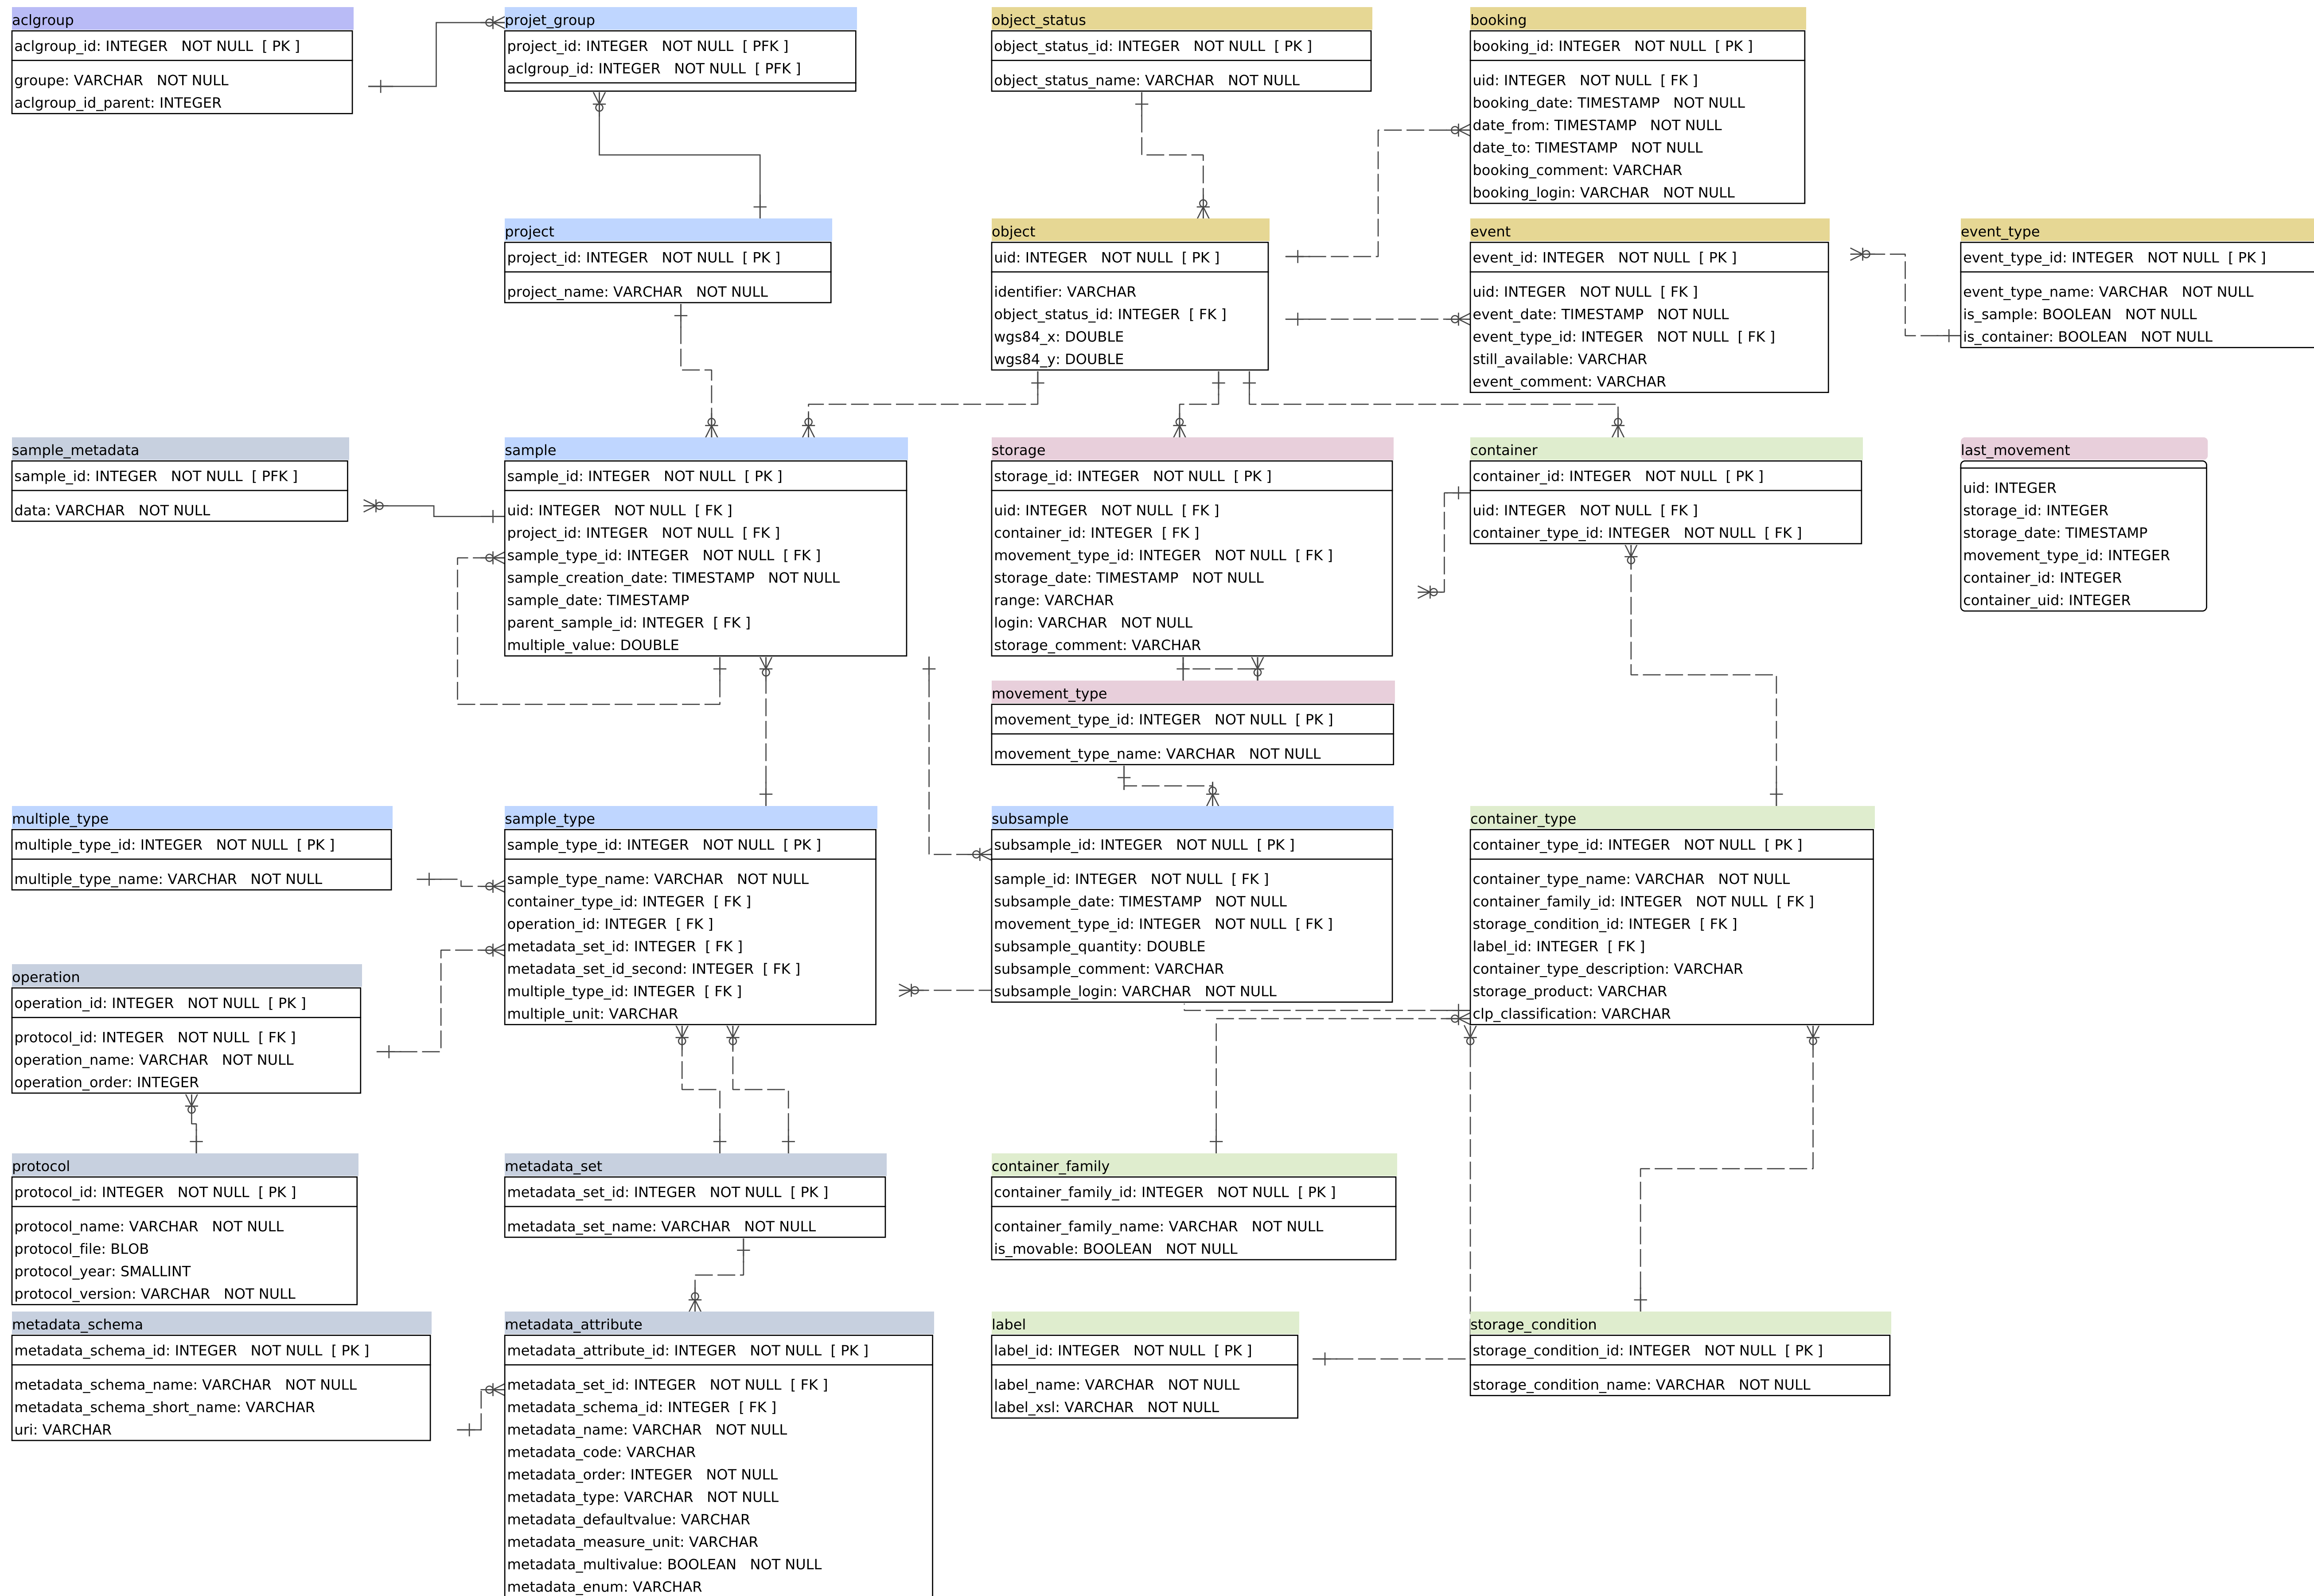 aclgroup
aclgroup_id: INTEGER   NOT NULL  [ PK ]
groupe: VARCHAR   NOT NULL
aclgroup_id_parent: INTEGER
projet_group
project_id: INTEGER   NOT NULL  [ PFK ]
aclgroup_id: INTEGER   NOT NULL  [ PFK ]
object_status
object_status_id: INTEGER   NOT NULL  [ PK ]
object_status_name: VARCHAR   NOT NULL
booking
booking_id: INTEGER   NOT NULL  [ PK ]
uid: INTEGER   NOT NULL  [ FK ]
booking_date: TIMESTAMP   NOT NULL
date_from: TIMESTAMP   NOT NULL
date_to: TIMESTAMP   NOT NULL
booking_comment: VARCHAR
booking_login: VARCHAR   NOT NULL
project
project_id: INTEGER   NOT NULL  [ PK ]
project_name: VARCHAR   NOT NULL
object
uid: INTEGER   NOT NULL  [ PK ]
identifier: VARCHAR
object_status_id: INTEGER  [ FK ]
wgs84_x: DOUBLE
wgs84_y: DOUBLE
event
event_id: INTEGER   NOT NULL  [ PK ]
uid: INTEGER   NOT NULL  [ FK ]
event_date: TIMESTAMP   NOT NULL
event_type_id: INTEGER   NOT NULL  [ FK ]
still_available: VARCHAR
event_comment: VARCHAR
event_type
event_type_id: INTEGER   NOT NULL  [ PK ]
event_type_name: VARCHAR   NOT NULL
is_sample: BOOLEAN   NOT NULL
is_container: BOOLEAN   NOT NULL
sample_metadata
sample_id: INTEGER   NOT NULL  [ PFK ]
data: VARCHAR   NOT NULL
sample
sample_id: INTEGER   NOT NULL  [ PK ]
uid: INTEGER   NOT NULL  [ FK ]
project_id: INTEGER   NOT NULL  [ FK ]
sample_type_id: INTEGER   NOT NULL  [ FK ]
sample_creation_date: TIMESTAMP   NOT NULL
sample_date: TIMESTAMP
parent_sample_id: INTEGER  [ FK ]
multiple_value: DOUBLE
storage
storage_id: INTEGER   NOT NULL  [ PK ]
uid: INTEGER   NOT NULL  [ FK ]
container_id: INTEGER  [ FK ]
movement_type_id: INTEGER   NOT NULL  [ FK ]
storage_date: TIMESTAMP   NOT NULL
range: VARCHAR
login: VARCHAR   NOT NULL
storage_comment: VARCHAR
container
container_id: INTEGER   NOT NULL  [ PK ]
uid: INTEGER   NOT NULL  [ FK ]
container_type_id: INTEGER   NOT NULL  [ FK ]
last_movement
uid: INTEGER
storage_id: INTEGER
storage_date: TIMESTAMP
movement_type_id: INTEGER
container_id: INTEGER
container_uid: INTEGER
movement_type
movement_type_id: INTEGER   NOT NULL  [ PK ]
movement_type_name: VARCHAR   NOT NULL
multiple_type
multiple_type_id: INTEGER   NOT NULL  [ PK ]
multiple_type_name: VARCHAR   NOT NULL
sample_type
sample_type_id: INTEGER   NOT NULL  [ PK ]
sample_type_name: VARCHAR   NOT NULL
container_type_id: INTEGER  [ FK ]
operation_id: INTEGER  [ FK ]
metadata_set_id: INTEGER  [ FK ]
metadata_set_id_second: INTEGER  [ FK ]
multiple_type_id: INTEGER  [ FK ]
multiple_unit: VARCHAR
subsample
subsample_id: INTEGER   NOT NULL  [ PK ]
sample_id: INTEGER   NOT NULL  [ FK ]
subsample_date: TIMESTAMP   NOT NULL
movement_type_id: INTEGER   NOT NULL  [ FK ]
subsample_quantity: DOUBLE
subsample_comment: VARCHAR
subsample_login: VARCHAR   NOT NULL
container_type
container_type_id: INTEGER   NOT NULL  [ PK ]
container_type_name: VARCHAR   NOT NULL
container_family_id: INTEGER   NOT NULL  [ FK ]
storage_condition_id: INTEGER  [ FK ]
label_id: INTEGER  [ FK ]
container_type_description: VARCHAR
storage_product: VARCHAR
clp_classification: VARCHAR
operation
operation_id: INTEGER   NOT NULL  [ PK ]
protocol_id: INTEGER   NOT NULL  [ FK ]
operation_name: VARCHAR   NOT NULL
operation_order: INTEGER
protocol
protocol_id: INTEGER   NOT NULL  [ PK ]
protocol_name: VARCHAR   NOT NULL
protocol_file: BLOB
protocol_year: SMALLINT
protocol_version: VARCHAR   NOT NULL
metadata_set
metadata_set_id: INTEGER   NOT NULL  [ PK ]
metadata_set_name: VARCHAR   NOT NULL
container_family
container_family_id: INTEGER   NOT NULL  [ PK ]
container_family_name: VARCHAR   NOT NULL
is_movable: BOOLEAN   NOT NULL
metadata_schema
metadata_schema_id: INTEGER   NOT NULL  [ PK ]
metadata_schema_name: VARCHAR   NOT NULL
metadata_schema_short_name: VARCHAR
uri: VARCHAR
metadata_attribute
metadata_attribute_id: INTEGER   NOT NULL  [ PK ]
metadata_set_id: INTEGER   NOT NULL  [ FK ]
metadata_schema_id: INTEGER  [ FK ]
metadata_name: VARCHAR   NOT NULL
metadata_code: VARCHAR
metadata_order: INTEGER   NOT NULL
metadata_type: VARCHAR   NOT NULL
metadata_defaultvalue: VARCHAR
metadata_measure_unit: VARCHAR
metadata_multivalue: BOOLEAN   NOT NULL
metadata_enum: VARCHAR
label
label_id: INTEGER   NOT NULL  [ PK ]
label_name: VARCHAR   NOT NULL
label_xsl: VARCHAR   NOT NULL
storage_condition
storage_condition_id: INTEGER   NOT NULL  [ PK ]
storage_condition_name: VARCHAR   NOT NULL